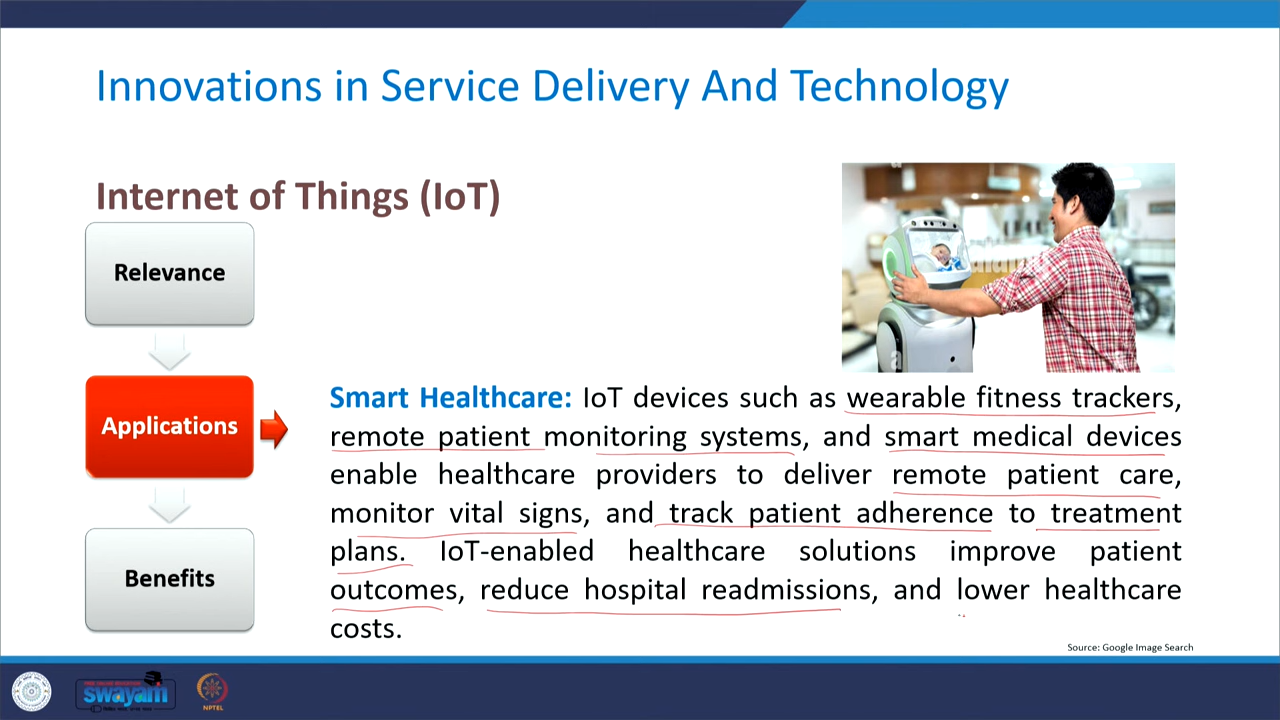 Innovations in Service Delivery And Technology
Internet of Things (IoT)
Relevance
Applications
Benefits
Smart Healthcare: IoT devices such as wearable fitness trackers,
remote patient monitoring systems, and smart medical devices
enable healthcare providers to deliver remote patient care,
monitor vital signs, and track patient adherence to treatment
plans. IoT-enabled healthcare solutions improve patient
outcomes, reduce hospital readmissions, and lower healthcare
costs.
Source: Google Image Search
swayam
NPTEL